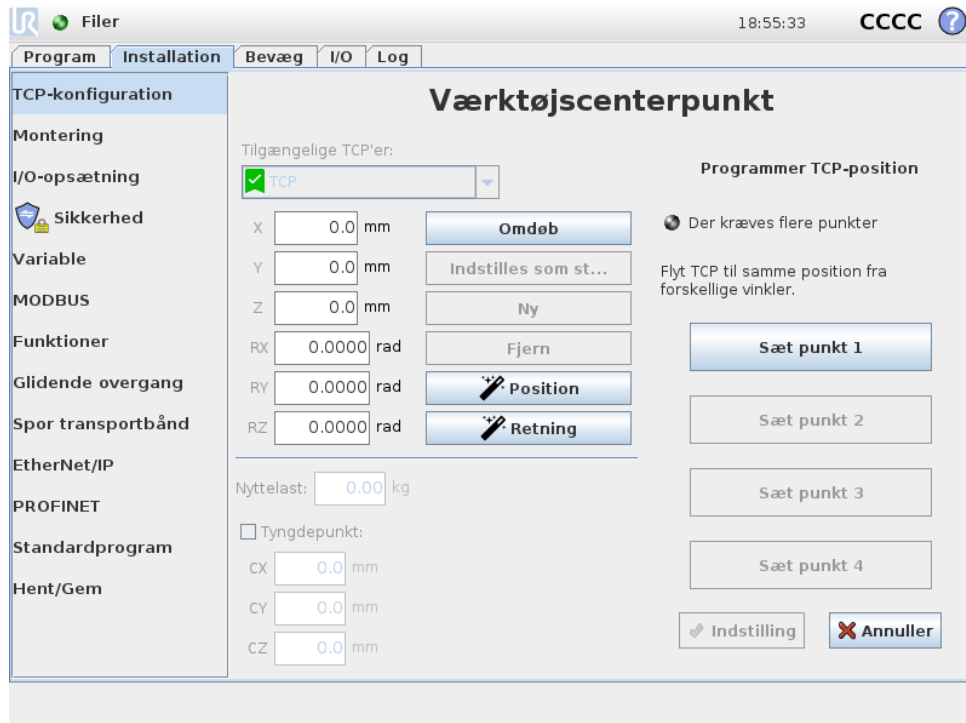 UR Filer 18:55:33 CCCC ?
Program Installation Bevæg I/O Log
TCP-konfiguration
Montering
I/O-opsætning
Sikkerhed
Variable
MODBUS
Funktioner
Glidende overgang
Spor transportbånd
EtherNet/IP
PROFINET
Standardprogram
Hent/Gem
Værktøjscenterpunkt
Tilgængelige TCP'er:
TCP
X 0.0 mm Omdøb
Y 0.0 mm Indstilles som st...
Z 0.0 mm Ny
RX 0.0000 rad Fjern
RY 0.0000 rad Position
RZ 0.0000 rad Retning
Nyttelast: 0.00 kg
Tyngdepunkt:
CX 0.0 mm
CY 0.0 mm
CZ 0.0 mm
Programmer TCP-position
Der kræves flere punkter
Flyt TCP til samme position fra
forskellige vinkler.
Sæt punkt 1
Sæt punkt 2
Sæt punkt 3
Sæt punkt 4
Indstilling Annuller